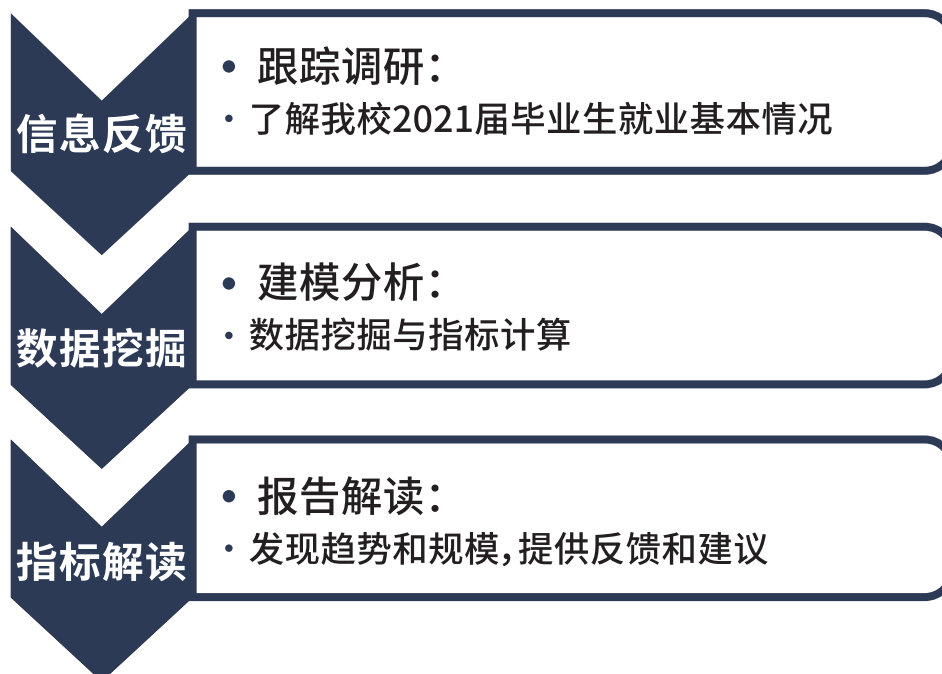 信息反馈
• 跟踪调研：
• 了解我校2021届毕业生就业基本情况
数据挖掘
• 建模分析：
• 数据挖掘与指标计算
指标解读
• 报告解读：
• 发现趋势和规模，提供反馈和建议